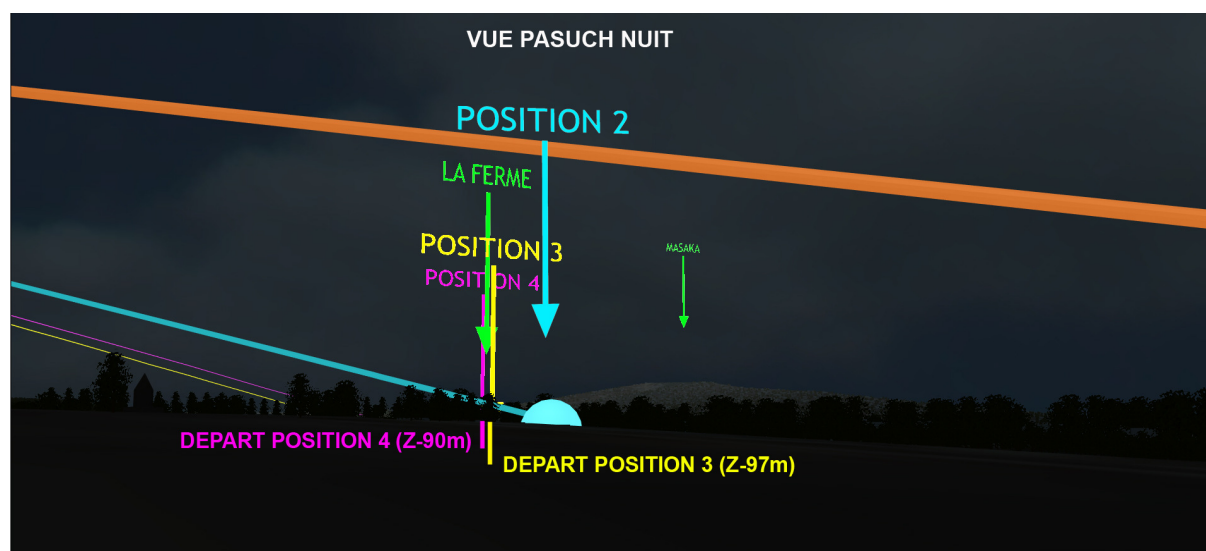 VUE PASUCH NUIT
POSITION 2
LA FERME
POSITION 3
MASAKA
POSITION 4
DEPART POSITION 4 (Z-90m)
DEPART POSITION 3 (Z-97m)